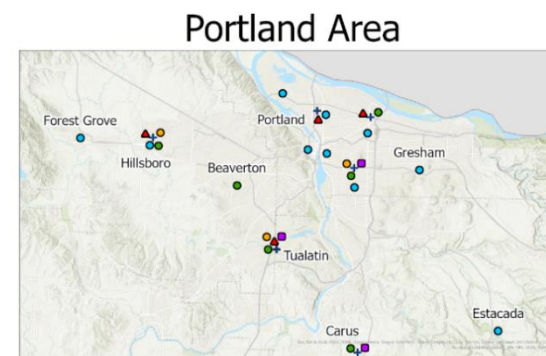 Portland Area
Forest Grove
Portland
Hillsboro
Beaverton
Gresham
Tualatin
Estacada
Carus